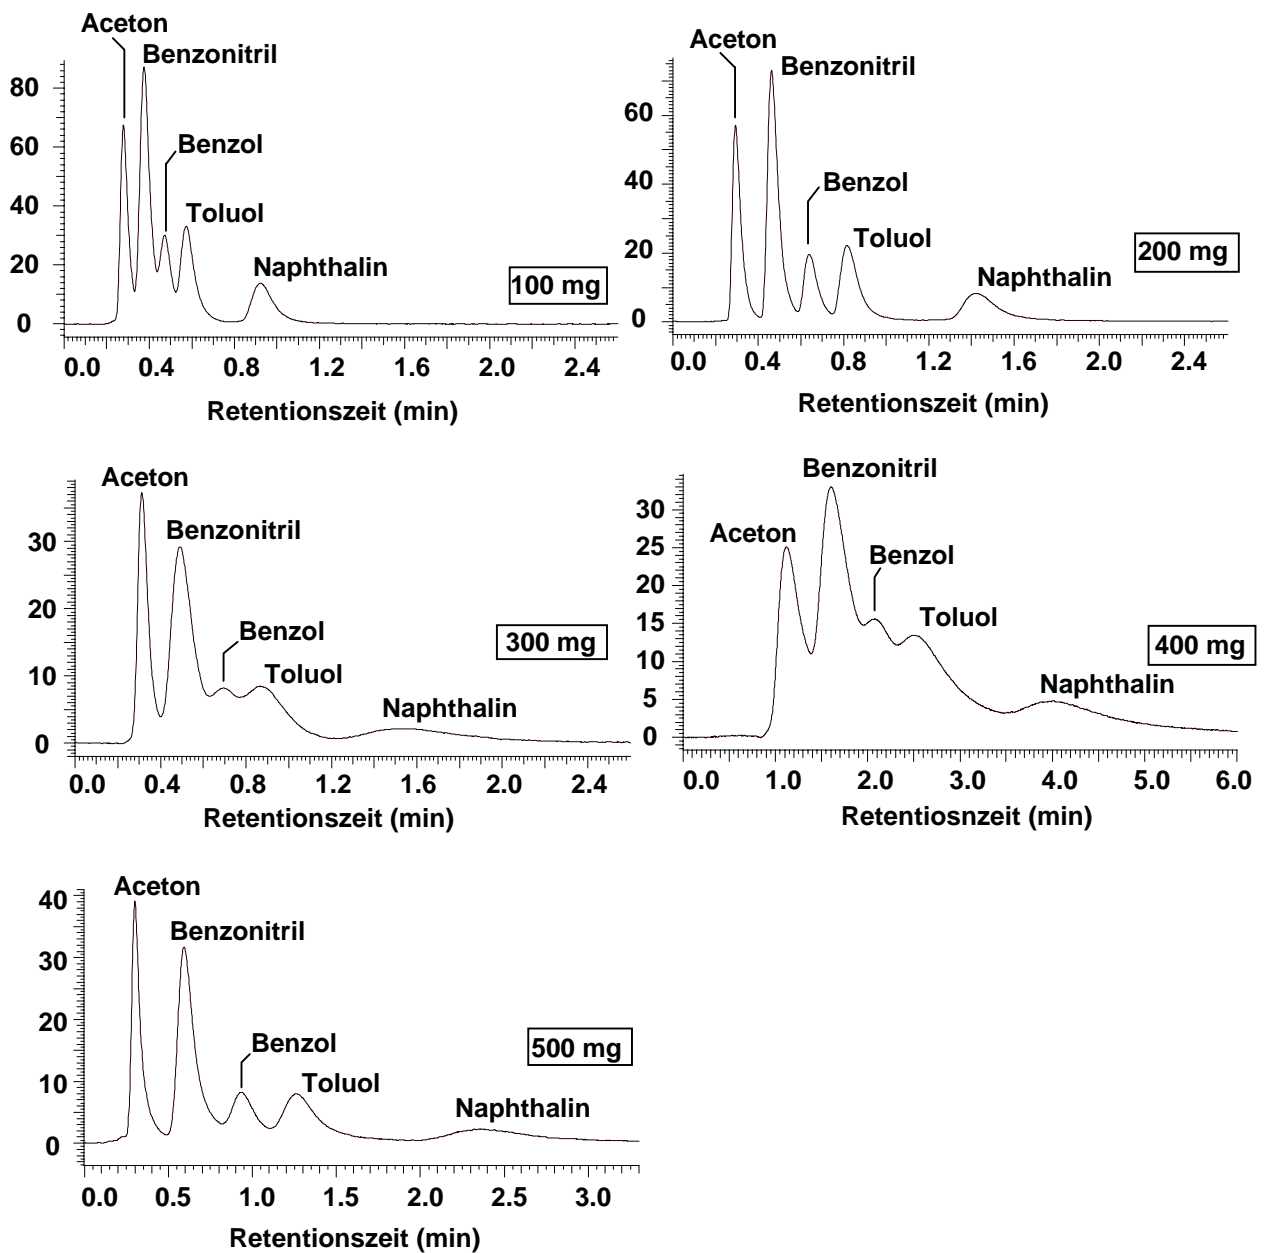 Aceton
Benzonitril
Benzol
Toluol
Naphthalin
100 mg
80
60
40
20
0
0.0 0.4 0.8 1.2 1.6 2.0 2.4
Retentionszeit (min)
Aceton
Benzonitril
Benzol
Toluol
Naphthalin
200 mg
60
40
20
0
0.0 0.4 0.8 1.2 1.6 2.0 2.4
Retentionszeit (min)
Aceton
Benzonitril
Benzol
Toluol
Naphthalin
300 mg
30
20
10
0
0.0 0.4 0.8 1.2 1.6 2.0 2.4
Retentionszeit (min)
Benzonitril
Aceton
Benzol
Toluol
Naphthalin
400 mg
30
25
20
15
10
5
0
0.0 1.0 2.0 3.0 4.0 5.0 6.0
Retentiosnzeit (min)
Aceton
Benzonitril
Benzol
Toluol
Naphthalin
500 mg
40
30
20
10
0
0.0 0.5 1.0 1.5 2.0 2.5 3.0
Retentionszeit (min)